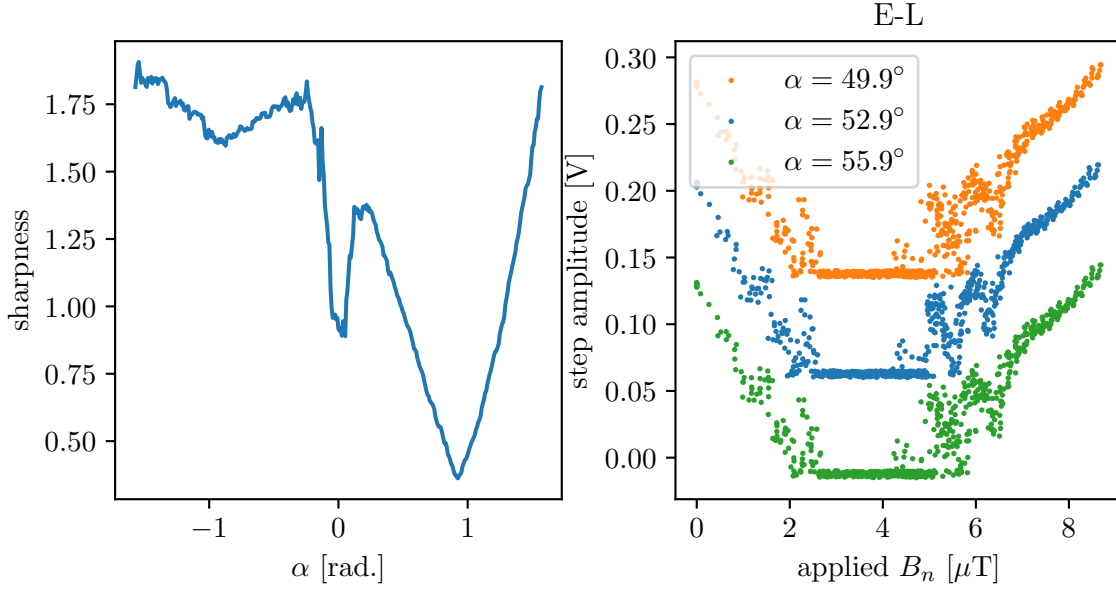 sharpness
1.75
1.50
1.25
1.00
0.75
0.50
−1
0
1
α [rad.]
E-L
α = 49.9°
α = 52.9°
α = 55.9°
step amplitude [V]
0.30
0.25
0.20
0.15
0.10
0.05
0.00
0
2
4
6
8
applied Bₙ [μT]